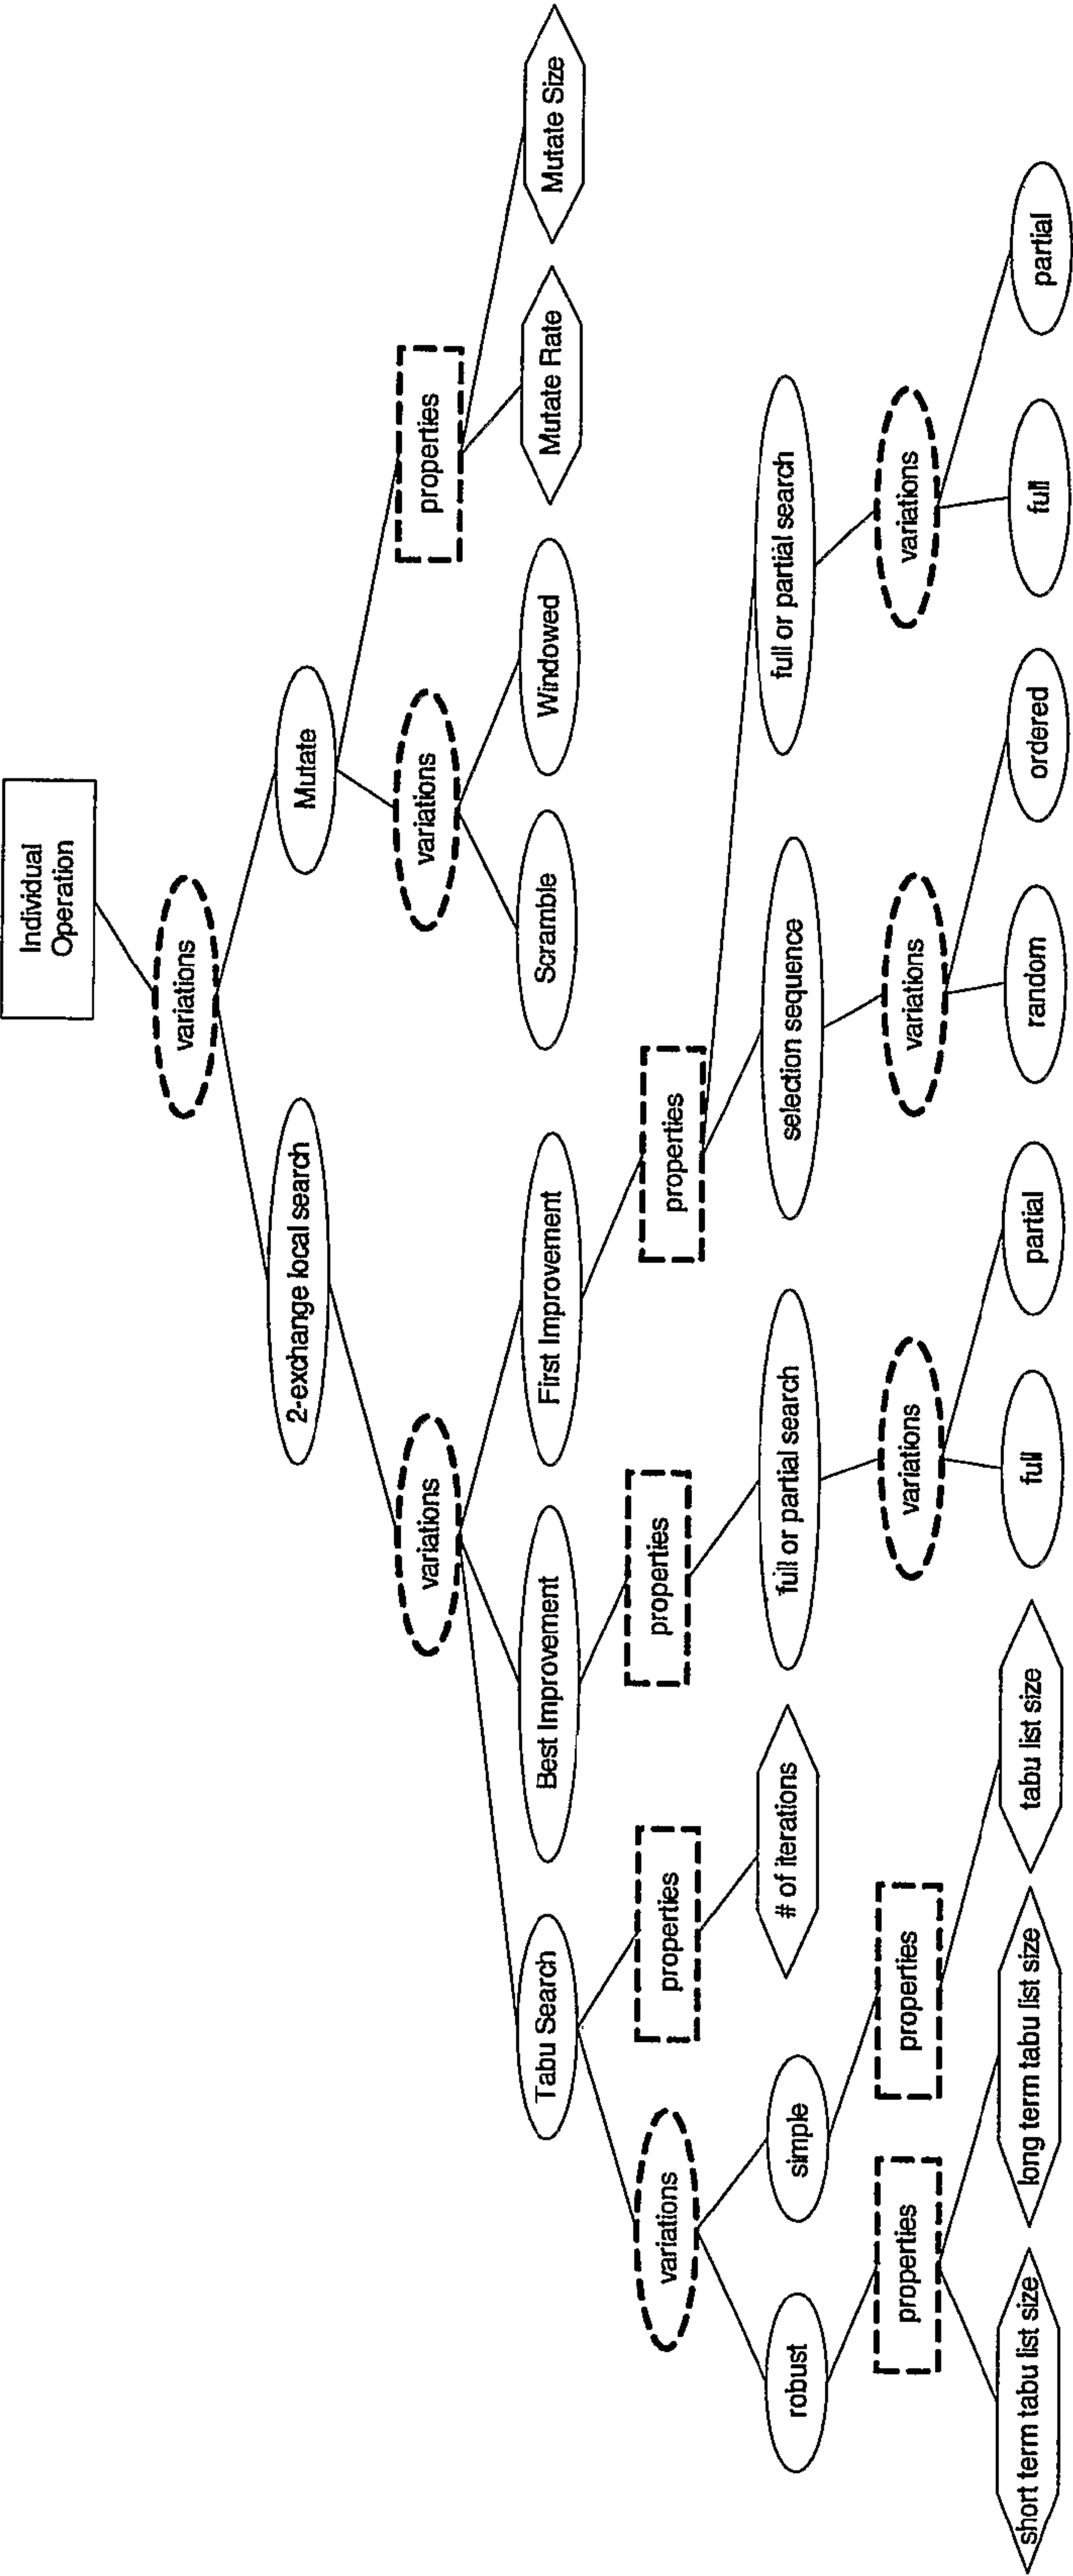 Individual
Operation
variations
2-exchange local search
Mutate
variations
variations
properties
Tabu Search
Best Improvement
First Improvement
Scramble
Windowed
Mutate Rate
Mutate Size
variations
properties
properties
properties
robust
simple
# of iterations
full or partial search
selection sequence
full or partial search
properties
properties
variations
variations
variations
short term tabu list size
long term tabu list size
tabu list size
full
partial
random
ordered
full
partial